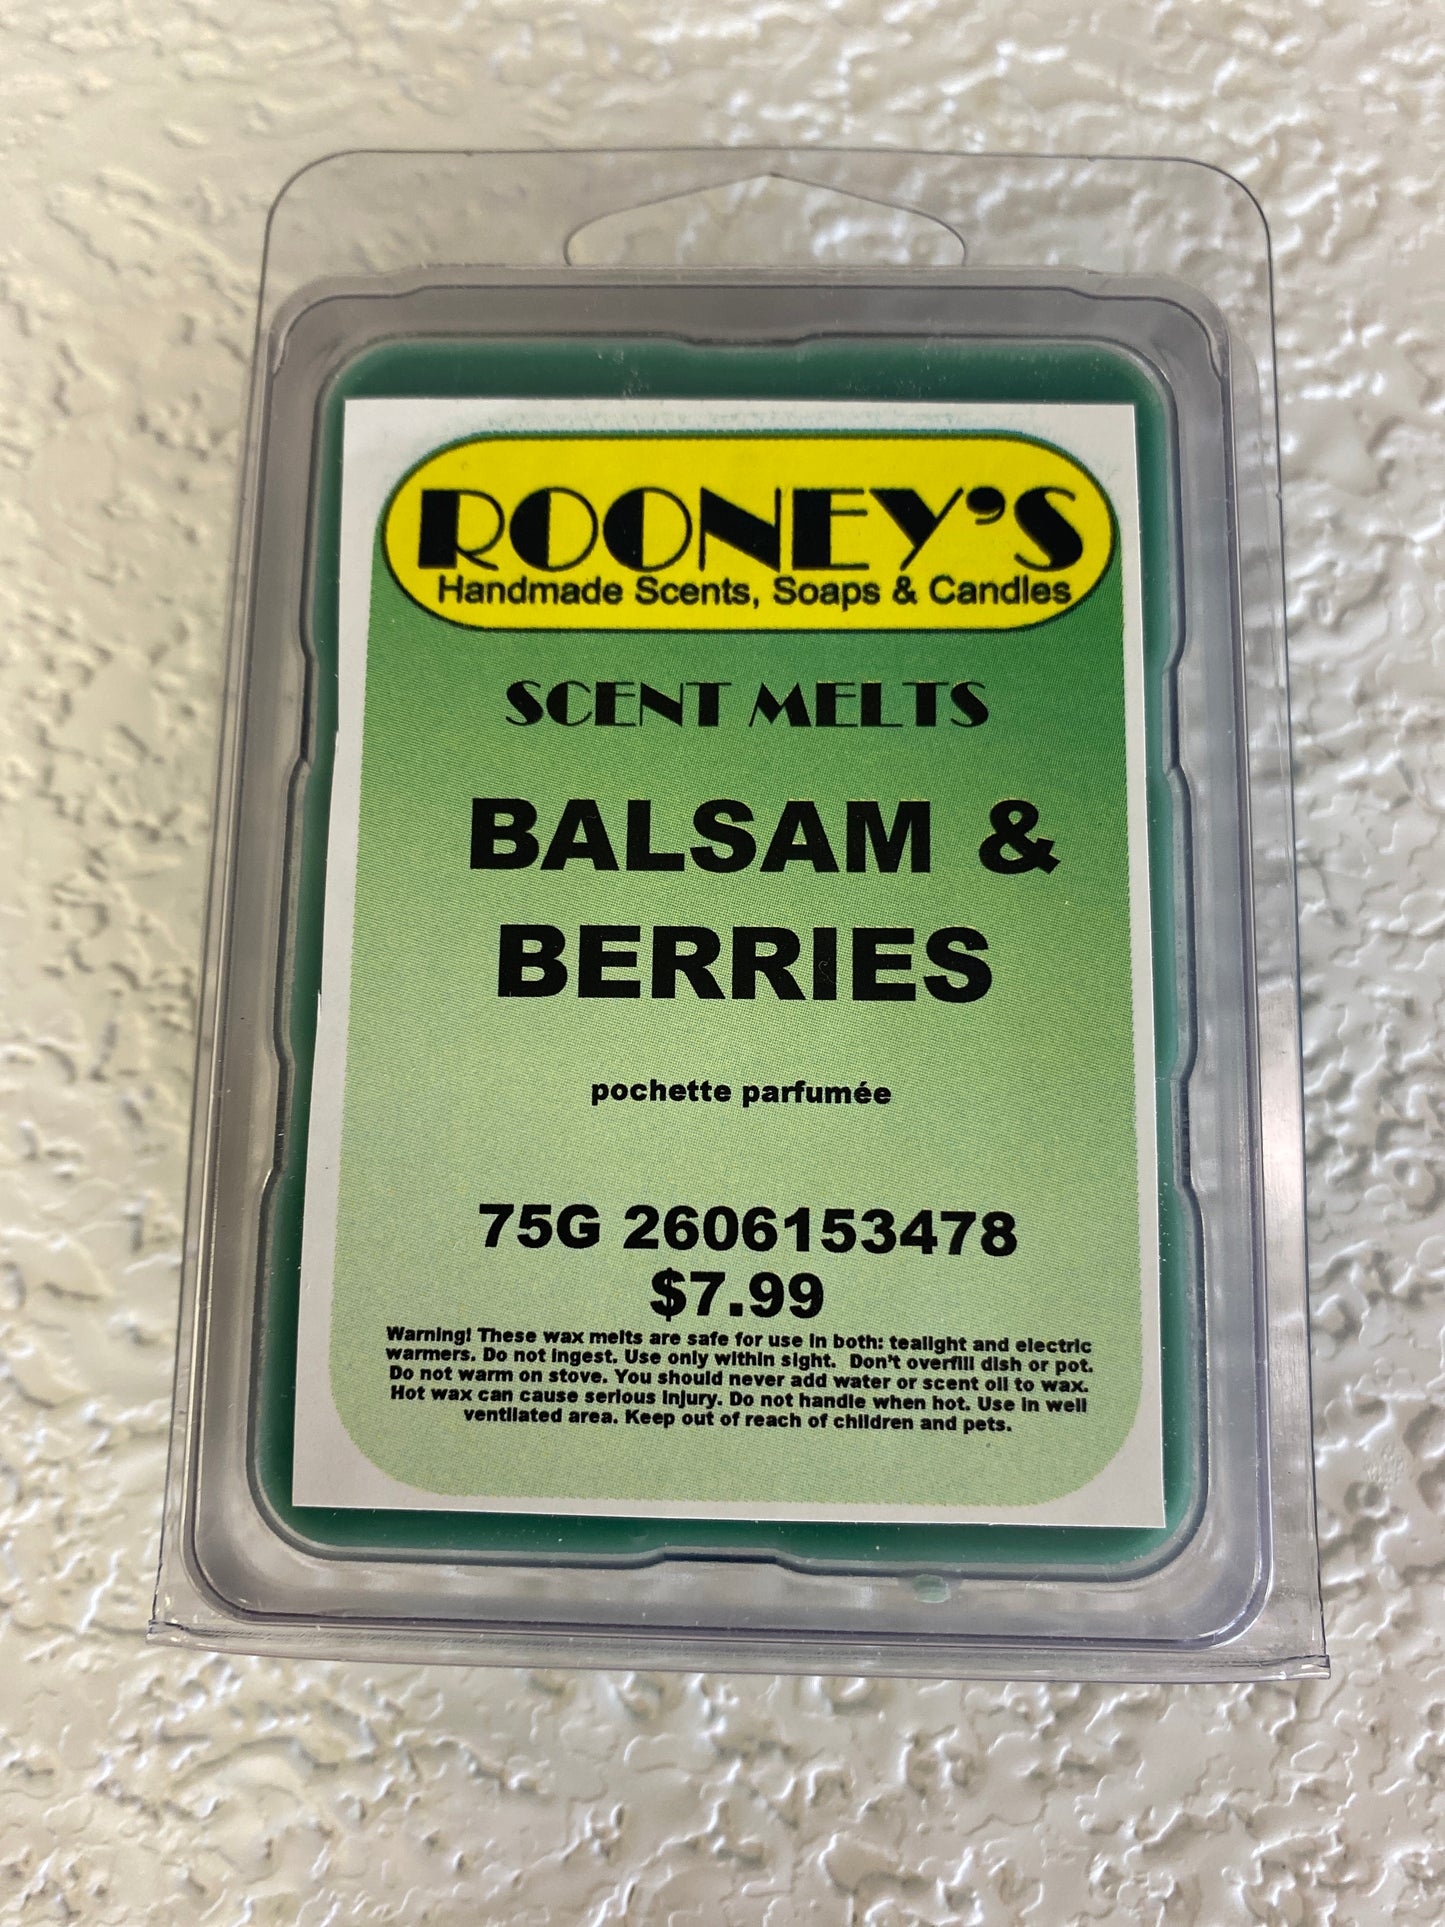 ROONEY'S
Handmade Scents, Soaps & Candles
SCENT MELTS
BALSAM &
BERRIES
pochette parfumée
75G 2606153478
$7.99
Warning! These wax melts are safe for use in both: tealight and electric
warmers. Do not ingest. Use only within sight. Don't overfill dish or pot.
Do not warm on stove. You should never add water or scent oil to wax.
Hot wax can cause serious injury. Do not handle when hot. Use in well
ventilated area. Keep out of reach of children and pets.